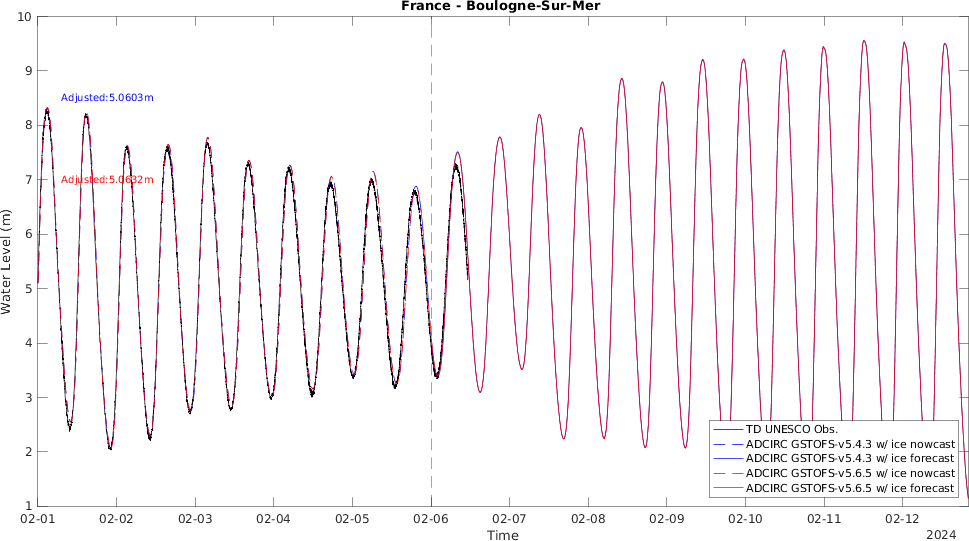 France - Boulogne-Sur-Mer
10
9
8
7
6
5
4
3
2
1
Water Level (m)
Adjusted:5.0603m
Adjusted:5.0632m
TD UNESCO Obs.
ADCIRC GSTOFS-v5.4.3 w/ ice nowcast
ADCIRC GSTOFS-v5.4.3 w/ ice forecast
ADCIRC GSTOFS-v5.6.5 w/ ice nowcast
ADCIRC GSTOFS-v5.6.5 w/ ice forecast
02-01 02-02 02-03 02-04 02-05 02-06 02-07 02-08 02-09 02-10 02-11 02-12
Time
2024